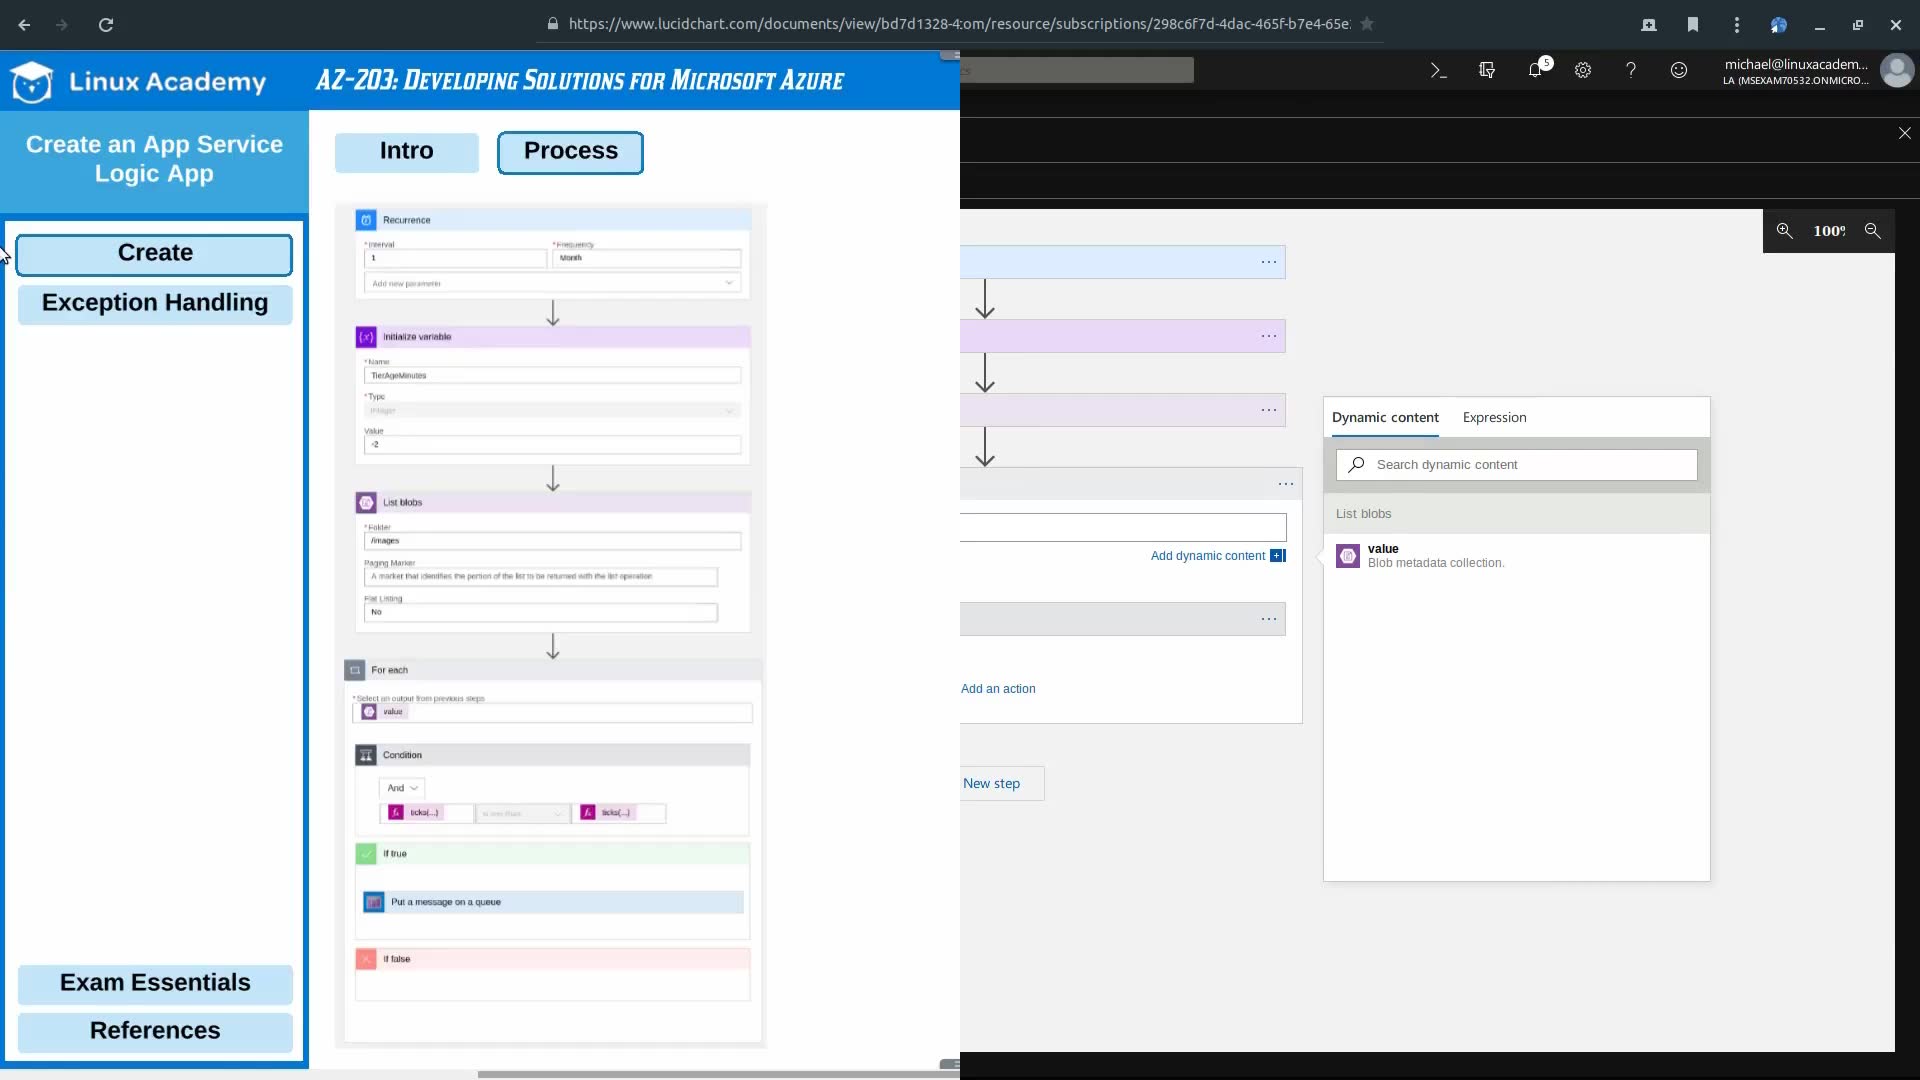 https://www.lucidchart.com/documents/view/bd7d1328-4:om/resource/subscriptions/298c6f7d-4dac-465f-b7e4-65e:
Linux Academy
AZ-203: Developing Solutions for Microsoft Azure
5
michael@linuxacadem...
LA (MSEXAM70532.ONMICRO...
Create an App Service
Logic App
Intro
Process
Create
Exception Handling
Exam Essentials
References
Recurrence
* Interval
* Frequency
1
Month
Add new parameter
Initialize variable
* Name
TierAgeMinutes
* Type
Integer
Value
-2
List blobs
* Folder
/images
Paging Marker
A marker that identifies the portion of the list to be returned with the list operation
Flat Listing
No
For each
* Select an output from previous steps
value
Condition
And
ticks(...)
is less than
ticks(...)
If true
Put a message on a queue
If false
100%
Add dynamic content
Add an action
New step
Dynamic content
Expression
Search dynamic content
List blobs
value
Blob metadata collection.